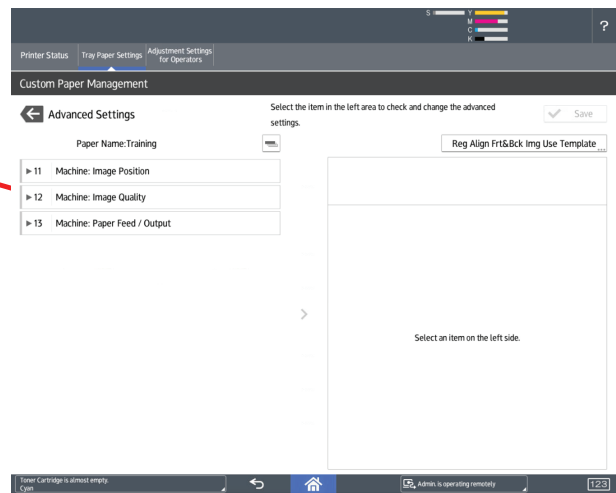 S Y
M
C
K
?
Printer Status Tray Paper Settings Adjustment Settings
for Operators
Custom Paper Management
Advanced Settings
Select the item in the left area to check and change the advanced
settings.
Save
Paper Name:Training
Reg Align Frt&Bck Img Use Template
11 Machine: Image Position
12 Machine: Image Quality
13 Machine: Paper Feed / Output
Select an item on the left side.
Toner Cartridge is almost empty.
Cyan
Admin. is operating remotely
123